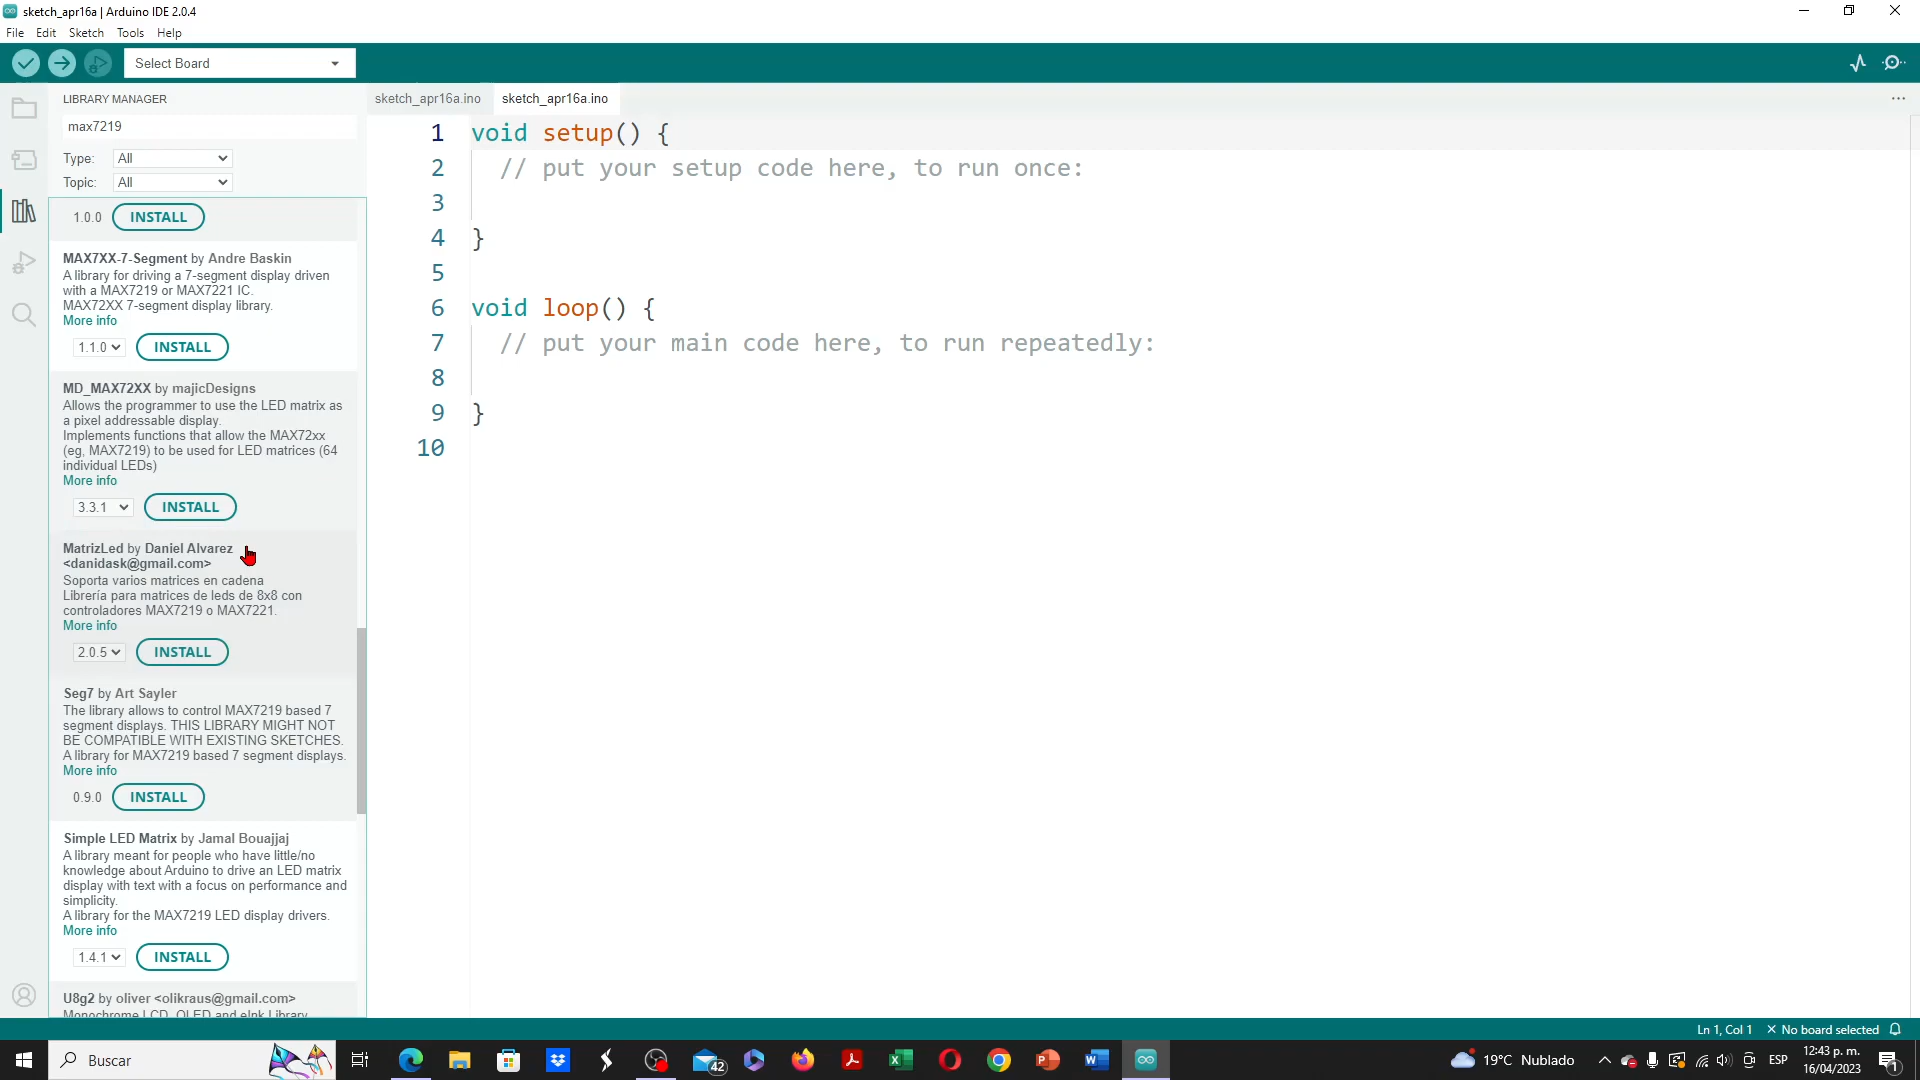 sketch_apr16a | Arduino IDE 2.0.4
File Edit Sketch Tools Help
Select Board
LIBRARY MANAGER
max7219
Type: All
Topic: All
1.0.0 INSTALL
MAX7XX-7-Segment by Andre Baskin
A library for driving a 7-segment display driven
with a MAX7219 or MAX7221 IC.
MAX72XX 7-segment display library.
More info
1.1.0 INSTALL
MD_MAX72XX by majicDesigns
Allows the programmer to use the LED matrix as
a pixel addressable display.
Implements functions that allow the MAX72xx
(eg, MAX7219) to be used for LED matrices (64
individual LEDs)
More info
3.3.1 INSTALL
MatrizLed by Daniel Alvarez
<danidask@gmail.com>
Soporta varios matrices en cadena
Librería para matrices de leds de 8x8 con
controladores MAX7219 o MAX7221.
More info
2.0.5 INSTALL
Seg7 by Art Sayler
The library allows to control MAX7219 based 7
segment displays. THIS LIBRARY MIGHT NOT
BE COMPATIBLE WITH EXISTING SKETCHES.
A library for MAX7219 based 7 segment displays.
More info
0.9.0 INSTALL
Simple LED Matrix by Jamal Bouajjaj
A library meant for people who have little/no
knowledge about Arduino to drive an LED matrix
display with text with a focus on performance and
simplicity.
A library for the MAX7219 LED display drivers.
More info
1.4.1 INSTALL
U8g2 by oliver <olikraus@gmail.com>
Monochrome LCD, OLED and eInk Library
sketch_apr16a.ino sketch_apr16a.ino
1 void setup() {
2 // put your setup code here, to run once:
3
4 }
5
6 void loop() {
7 // put your main code here, to run repeatedly:
8
9 }
10
Ln 1, Col 1 × No board selected
Buscar
42
19°C Nublado
ESP
12:43 p. m.
16/04/2023
1